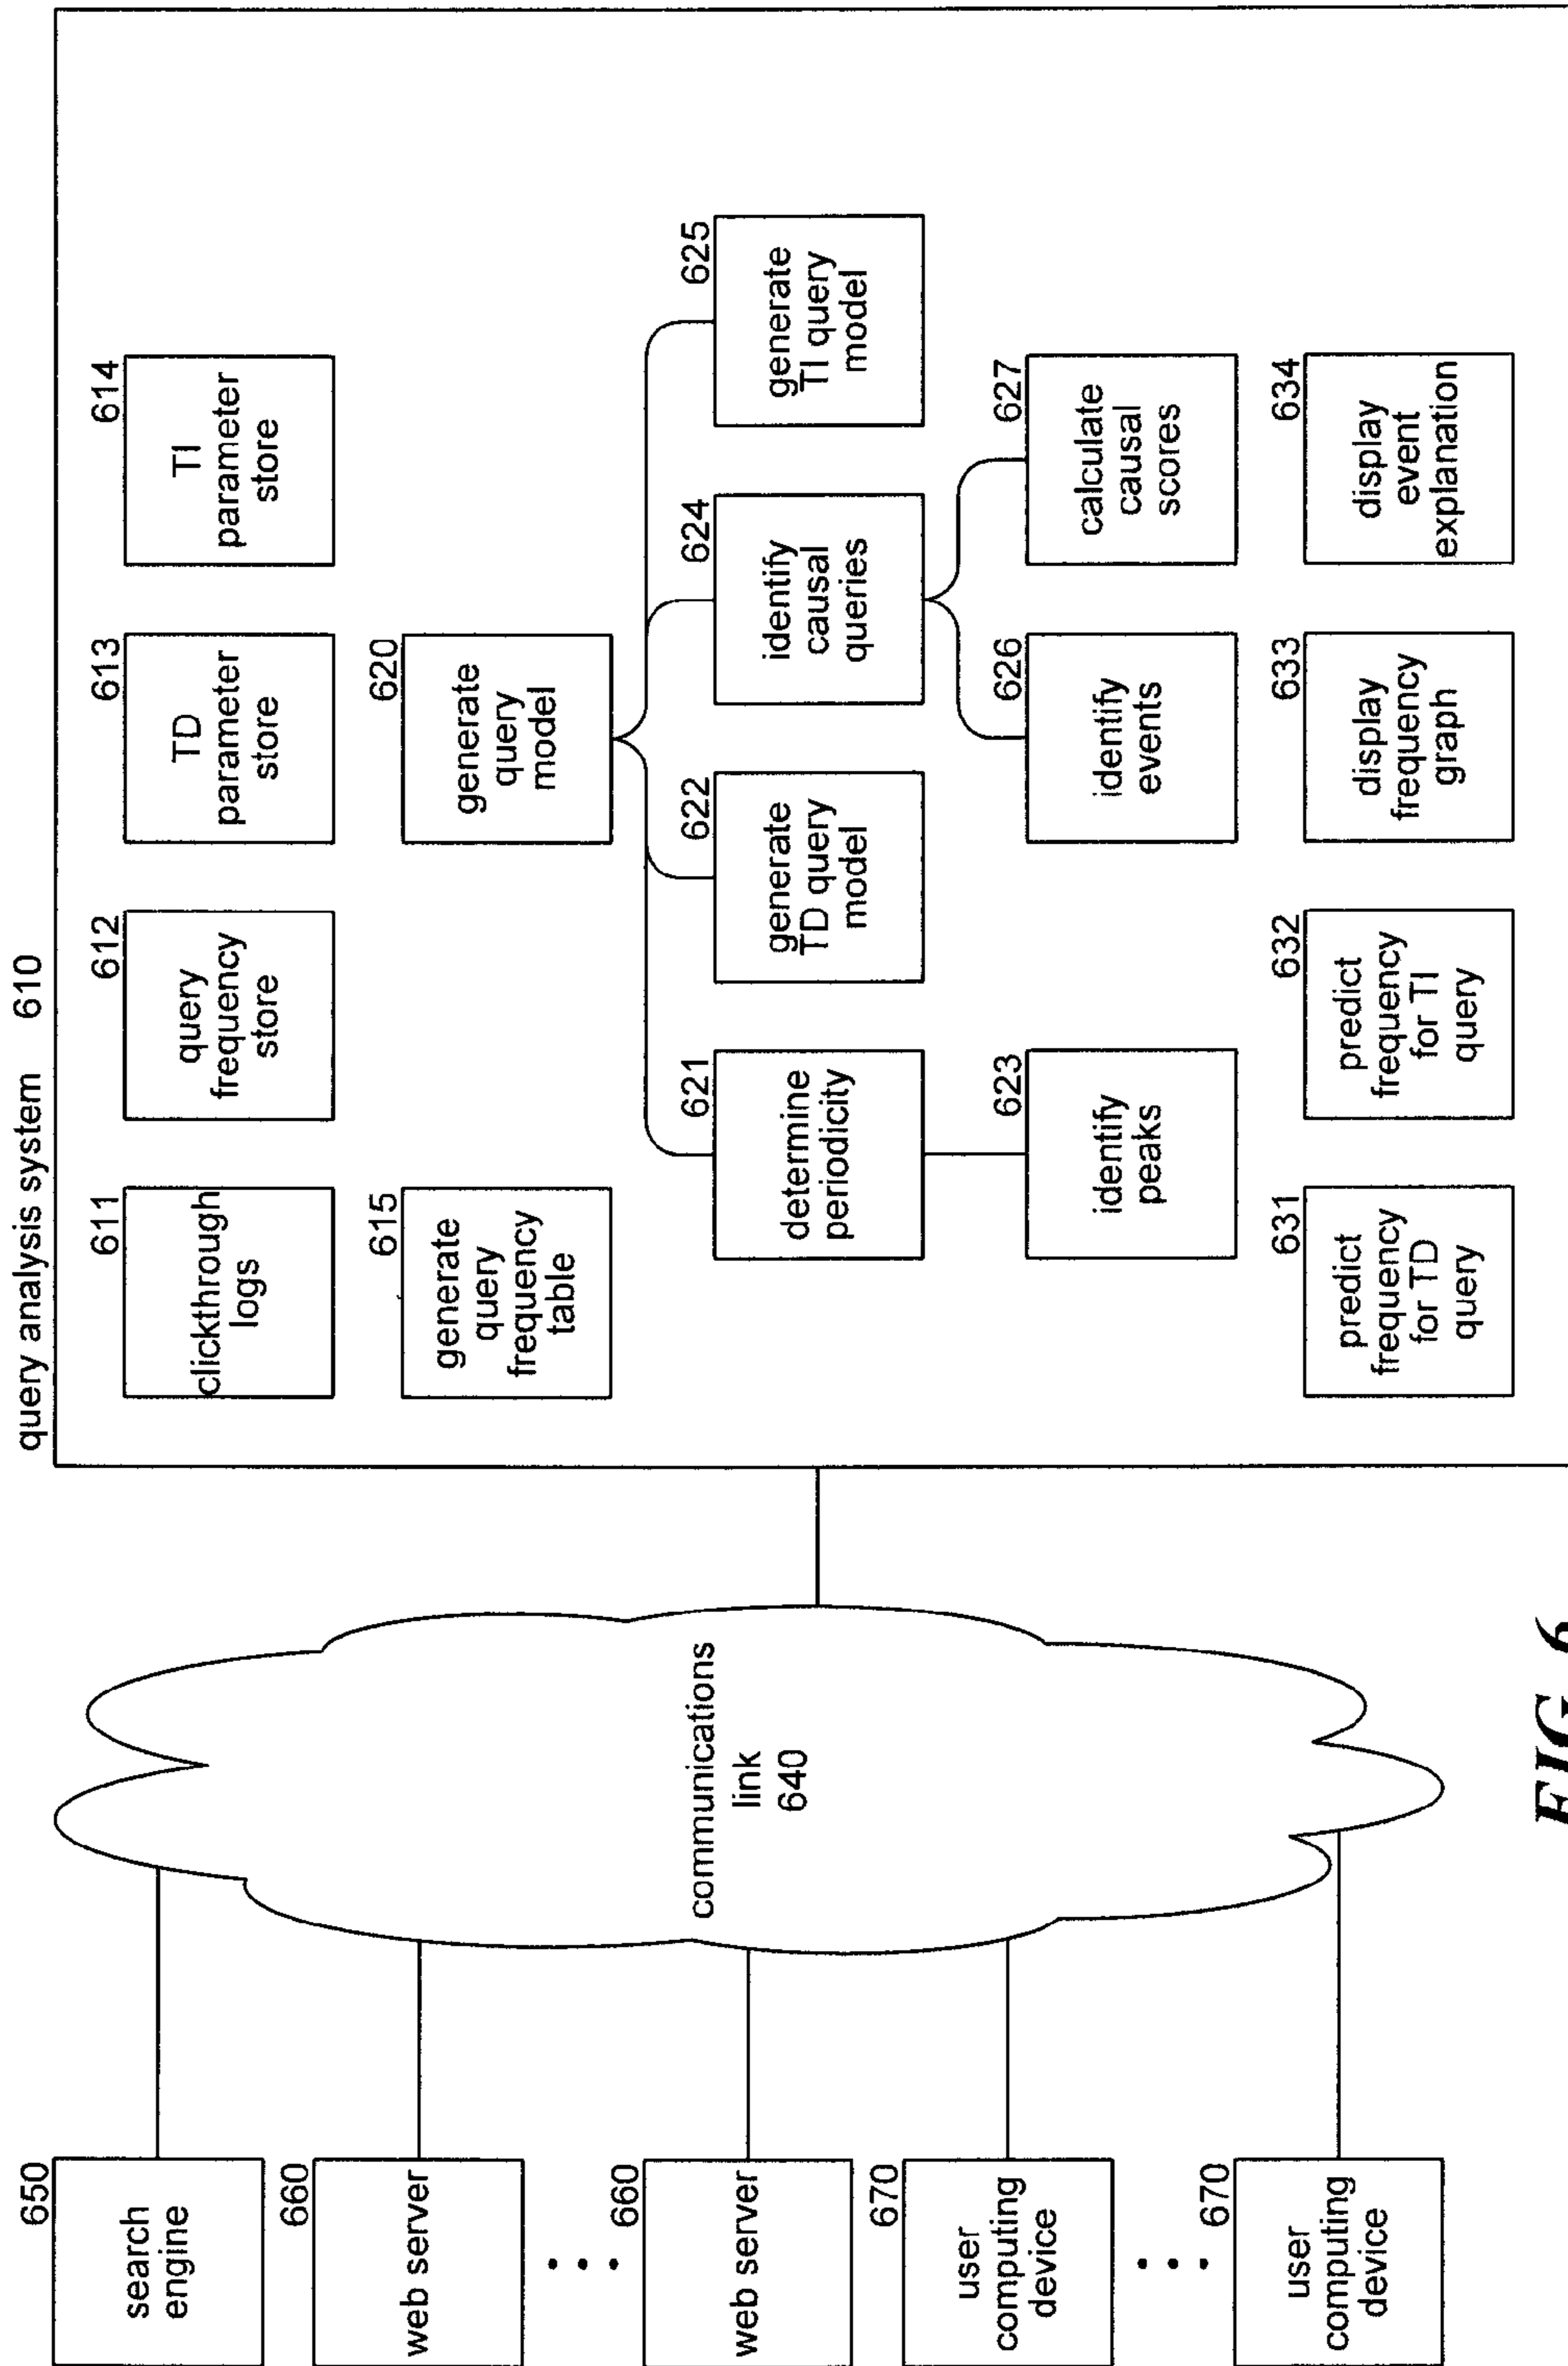 query analysis system 610
611
clickthrough
logs
612
query
frequency
store
613
TD
parameter
store
614
TI
parameter
store
615
generate
query
frequency
table
620
generate
query
model
621
determine
periodicity
622
generate
TD query
model
624
identify
causal
queries
625
generate
TI query
model
623
identify
peaks
626
identify
events
627
calculate
causal
scores
631
predict
frequency
for TD
query
632
predict
frequency
for TI
query
633
display
frequency
graph
634
display
event
explanation
communications
link
640
650
search
engine
660
web server
660
web server
670
user
computing
device
670
user
computing
device
FIG. 6